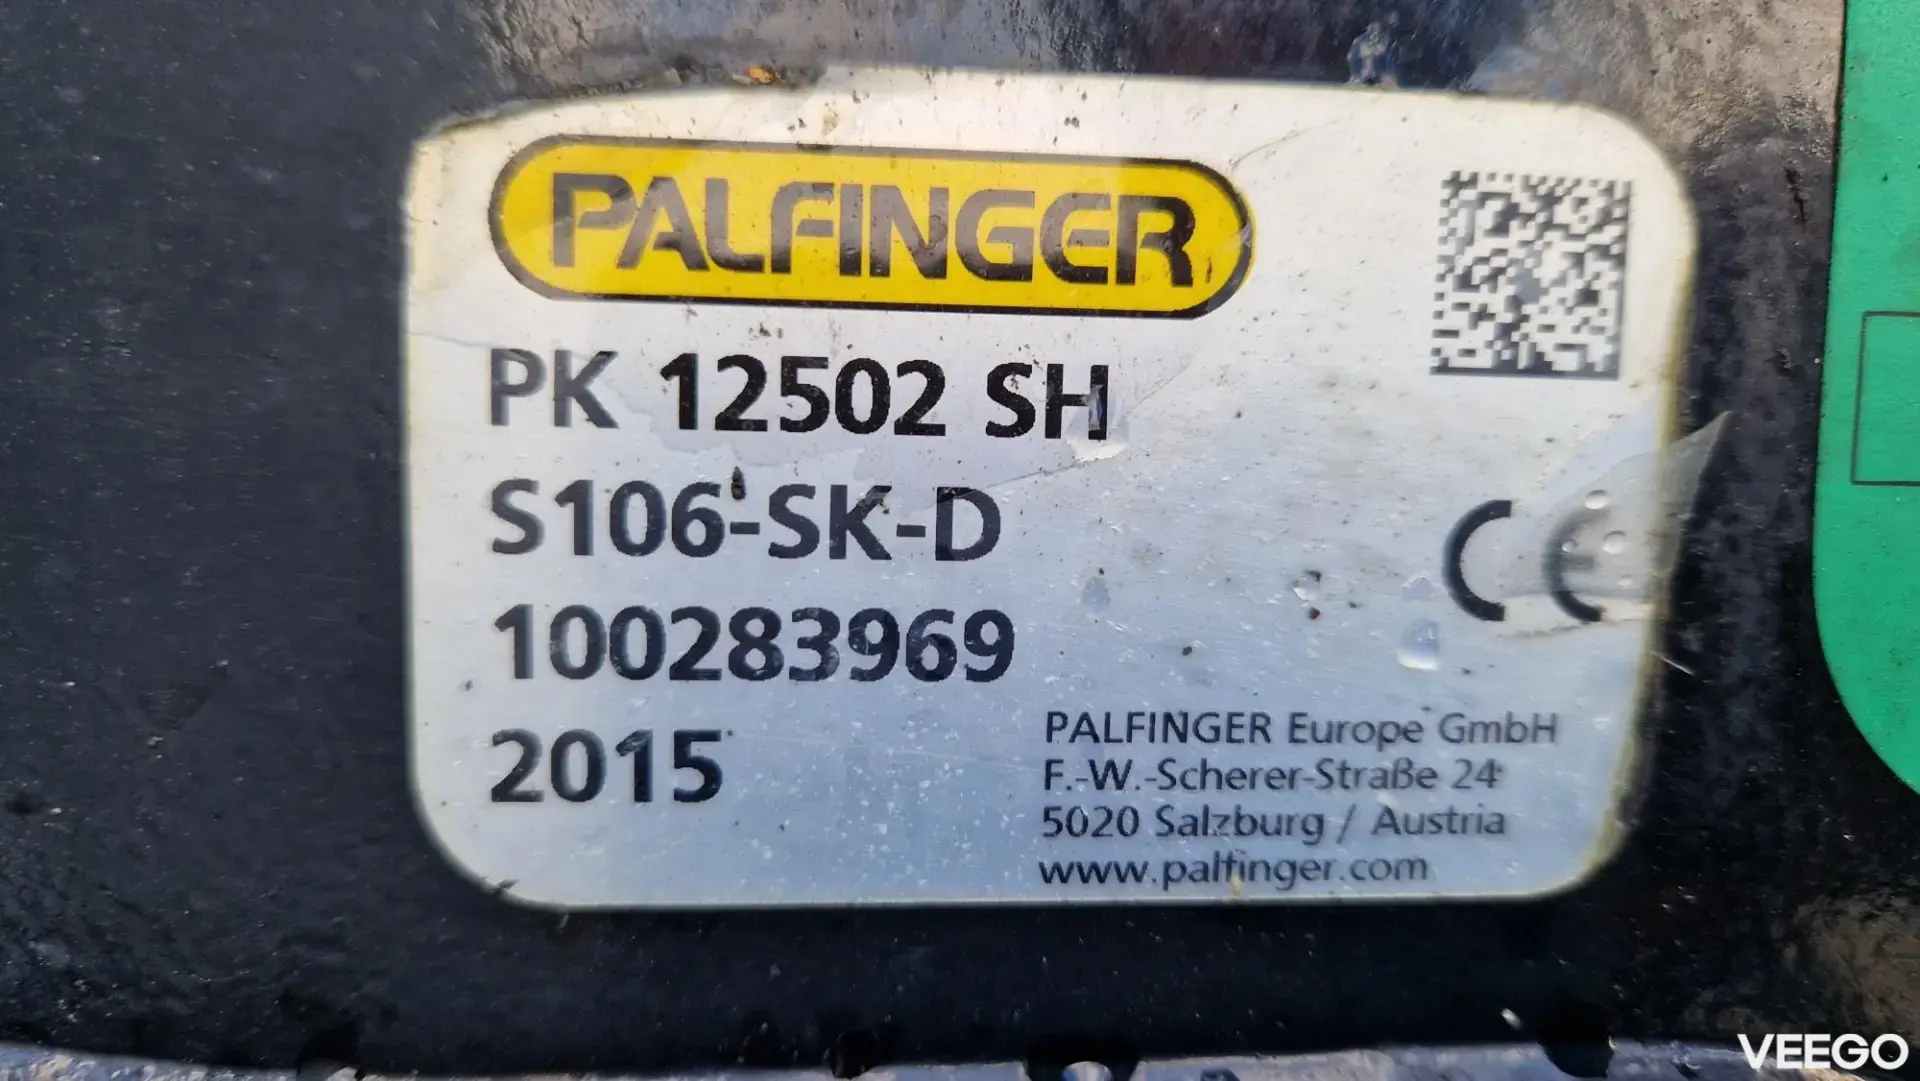 PALFINGER
PK 12502 SH
S106-SK-D
CE
100283969
2015
PALFINGER Europe GmbH
F.-W.-Scherer-Straße 24
5020 Salzburg / Austria
www.palfinger.com
VEEGO